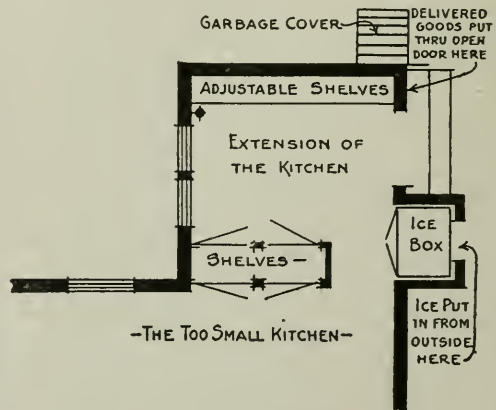 GARBAGE COVER
DELIVERED
GOODS PUT
THRU OPEN
DOOR HERE
ADJUSTABLE SHELVES
EXTENSION OF
THE KITCHEN
ICE
BOX
SHELVES -
-THE TOO SMALL KITCHEN-
ICE PUT
IN FROM
OUTSIDE
HERE